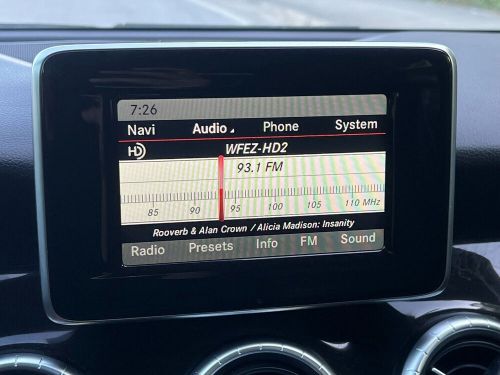 7:26
Navi Audio Phone System
HD WFEZ-HD2
93.1 FM
85 90 95 100 105 110 MHz
Rooverb & Alan Crown / Alicia Madison: Insanity
Radio Presets Info FM Sound